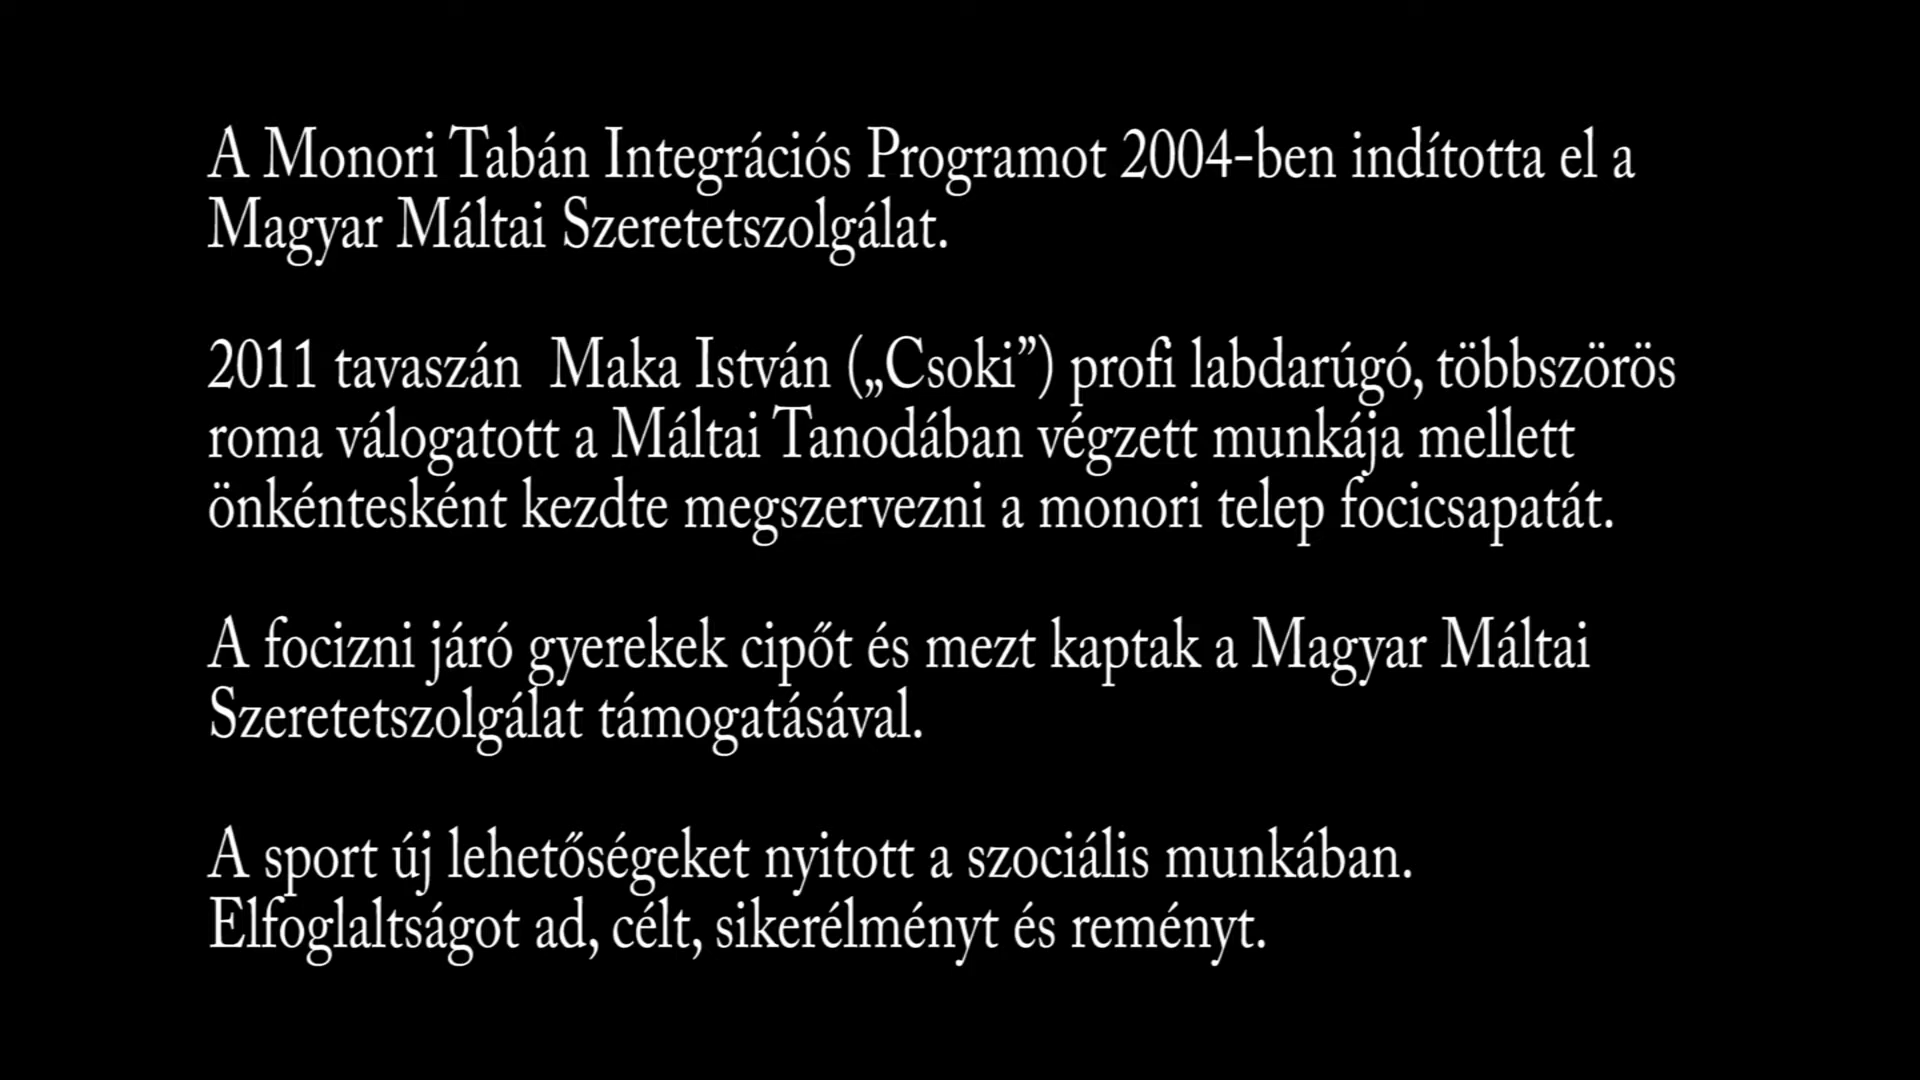 A Monori Tabán Integrációs Programot 2004-ben indította el a
Magyar Máltai Szeretetszolgálat.
2011 tavaszán  Maka István („Csoki”) profi labdarúgó, többszörös
roma válogatott a Máltai Tanodában végzett munkája mellett
önkéntesként kezdte megszervezni a monori telep focicsapatát.
A focizni járó gyerekek cipőt és mezt kaptak a Magyar Máltai
Szeretetszolgálat támogatásával.
A sport új lehetőségeket nyitott a szociális munkában.
Elfoglaltságot ad, célt, sikerélményt és reményt.